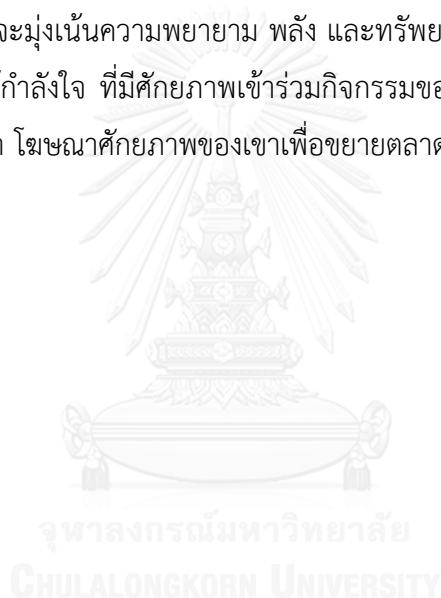 จะมุ่งเน้นความพยายาม พลัง และทรัพย
กำลังใจ ที่มีศักยภาพเข้าร่วมกิจกรรมขอ
โฆษณาศักยภาพของเขาเพื่อขยายตลาด
จุฬาลงกรณ์มหาวิทยาลัย
CHULALONGKORN UNIVERSITY